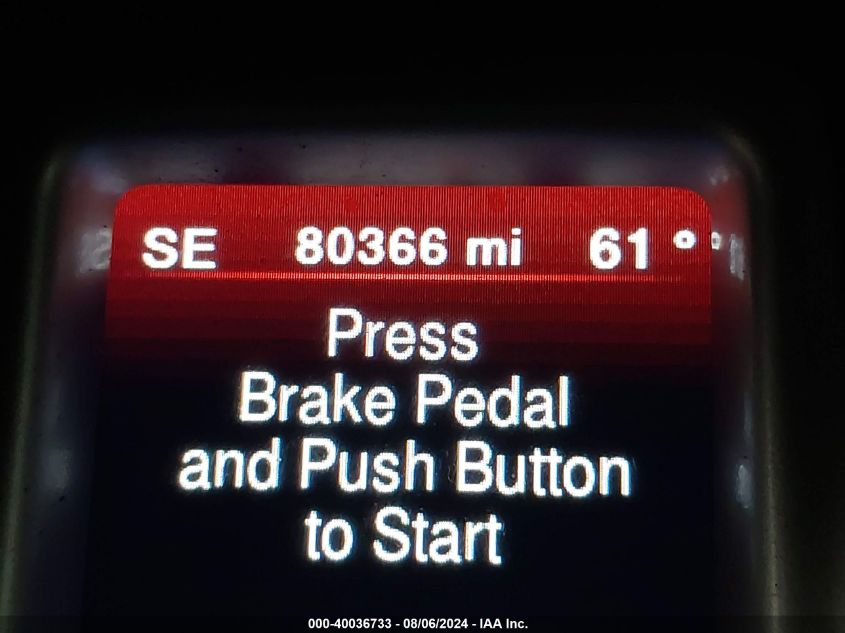 SE 80366 mi 61 °
Press
Brake Pedal
and Push Button
to Start
000-40036733 - 08/06/2024 - IAA Inc.